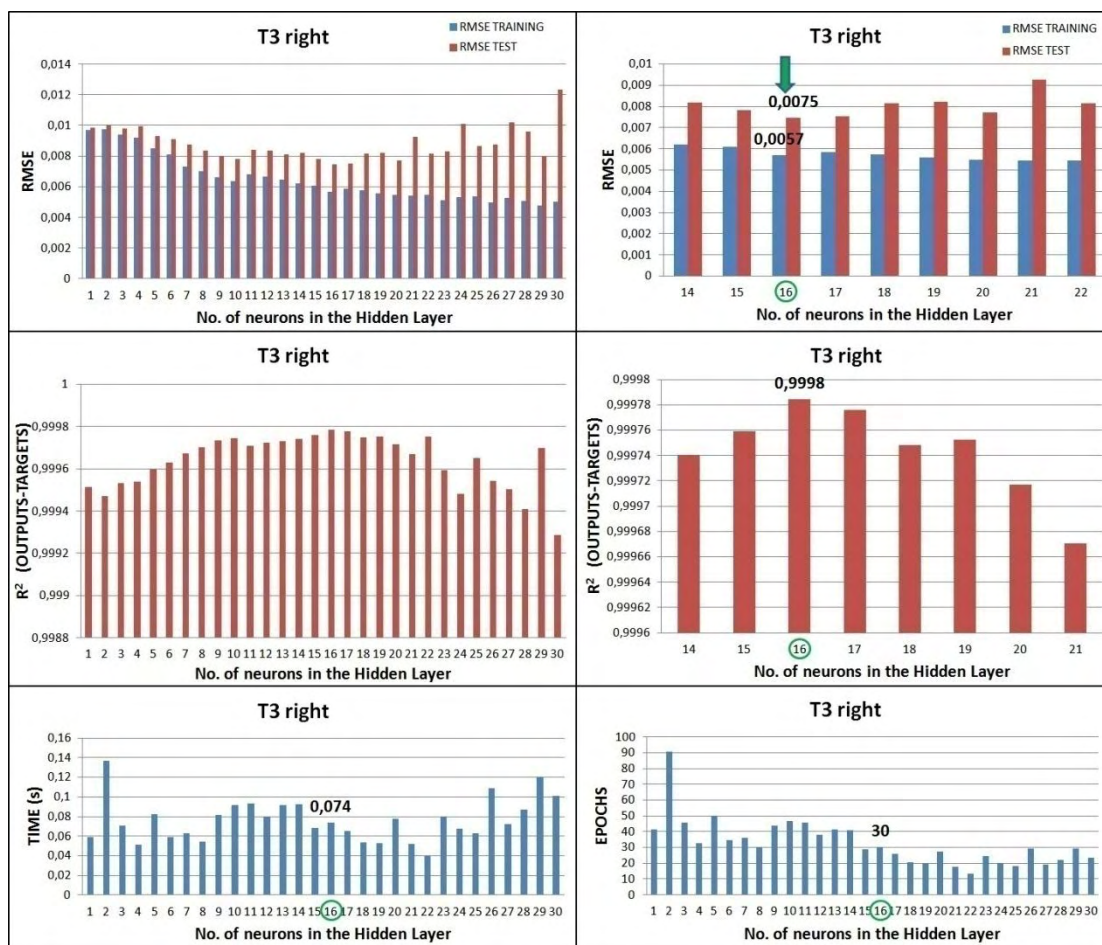 T3 right
RMSE TRAINING
RMSE TEST
RMSE
0,014
0,012
0,01
0,008
0,006
0,004
0,002
0
1 2 3 4 5 6 7 8 9 10 11 12 13 14 15 16 17 18 19 20 21 22 23 24 25 26 27 28 29 30
No. of neurons in the Hidden Layer
T3 right
RMSE TRAINING
RMSE TEST
RMSE
0,01
0,009
0,008
0,007
0,006
0,005
0,004
0,003
0,002
0,001
0
0,0075
0,0057
14 15 16 17 18 19 20 21 22
No. of neurons in the Hidden Layer
T3 right
R² (OUTPUTS-TARGETS)
1
0,9998
0,9996
0,9994
0,9992
0,999
0,9988
1 2 3 4 5 6 7 8 9 10 11 12 13 14 15 16 17 18 19 20 21 22 23 24 25 26 27 28 29 30
No. of neurons in the Hidden Layer
T3 right
R² (OUTPUTS-TARGETS)
0,9998
0,99978
0,99976
0,99974
0,99972
0,9997
0,99968
0,99966
0,99964
0,99962
0,9996
0,9998
14 15 16 17 18 19 20 21
No. of neurons in the Hidden Layer
T3 right
TIME (s)
0,16
0,14
0,12
0,1
0,08
0,06
0,04
0,02
0
0,074
1 2 3 4 5 6 7 8 9 10 11 12 13 14 15 16 17 18 19 20 21 22 23 24 25 26 27 28 29 30
No. of neurons in the Hidden Layer
T3 right
EPOCHS
100
90
80
70
60
50
40
30
20
10
0
30
1 2 3 4 5 6 7 8 9 10 11 12 13 14 15 16 17 18 19 20 21 22 23 24 25 26 27 28 29 30
No. of neurons in the Hidden Layer